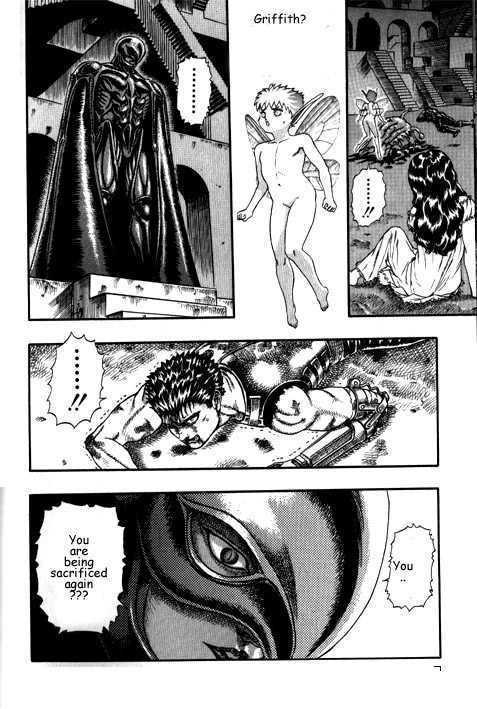 ‥‥!!
Griffith?
‥‥‥
‥‥‥!!
You
..
You
are
being
sacrificed
again
???